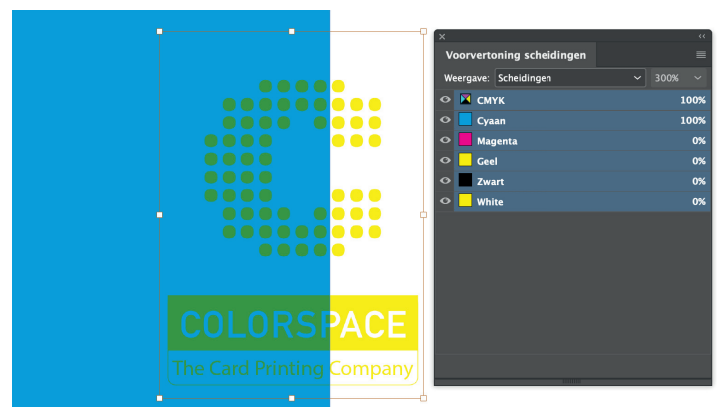 COLORSPACE
The Card Printing Company
Voorvertoning scheidingen
Weergave: Scheidingen 300%
CMYK 100%
Cyaan 100%
Magenta 0%
Geel 0%
Zwart 0%
White 0%